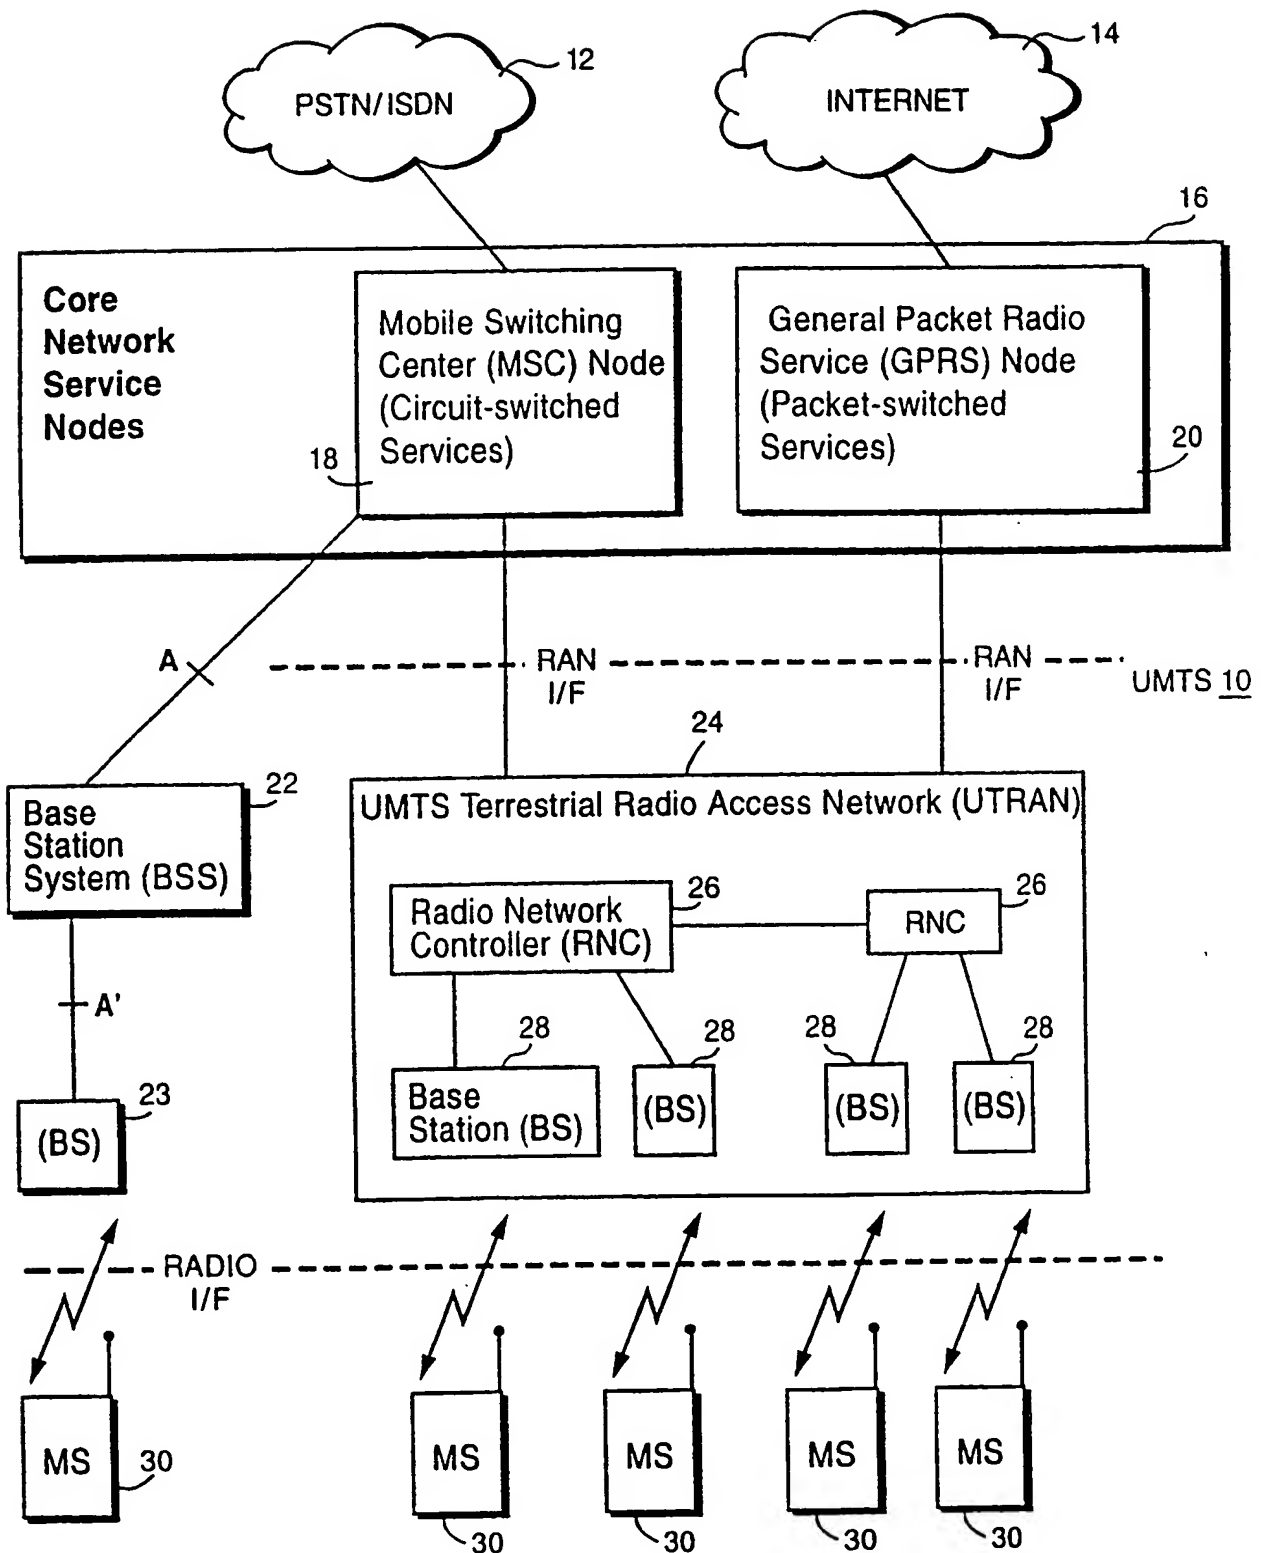 12
PSTN/ISDN
14
INTERNET
16
Core
Network
Service
Nodes
Mobile Switching
Center (MSC) Node
(Circuit-switched
Services)
18
General Packet Radio
Service (GPRS) Node
(Packet-switched
Services)
20
A
RAN
I/F
RAN
I/F
UMTS 10
24
22
Base
Station
System (BSS)
UMTS Terrestrial Radio Access Network (UTRAN)
26
Radio Network
Controller (RNC)
26
RNC
A'
28
Base
Station (BS)
28
(BS)
28
(BS)
28
(BS)
23
(BS)
RADIO
I/F
MS
30
MS
30
MS
30
MS
30
MS
30